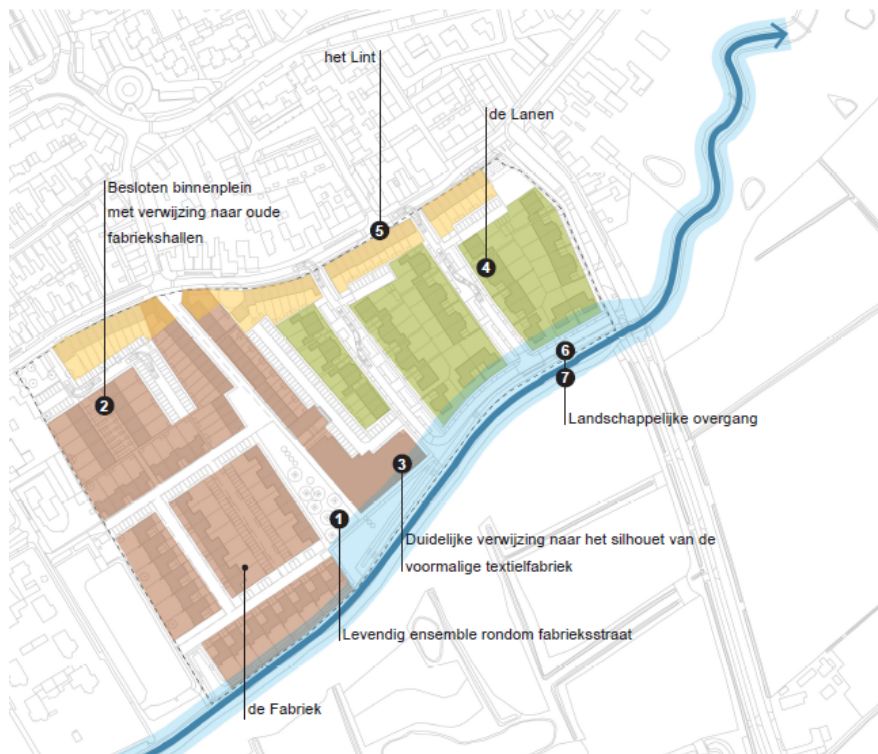 het Lint
de Lanen
Besloten binnenplein
met verwijzing naar oude
fabriekshallen
5
4
6
7
2
Landschappelijke overgang
3
1
Duidelijke verwijzing naar het silhouet van de
voormalige textielfabriek
Levendig ensemble rondom fabrieksstraat
de Fabriek